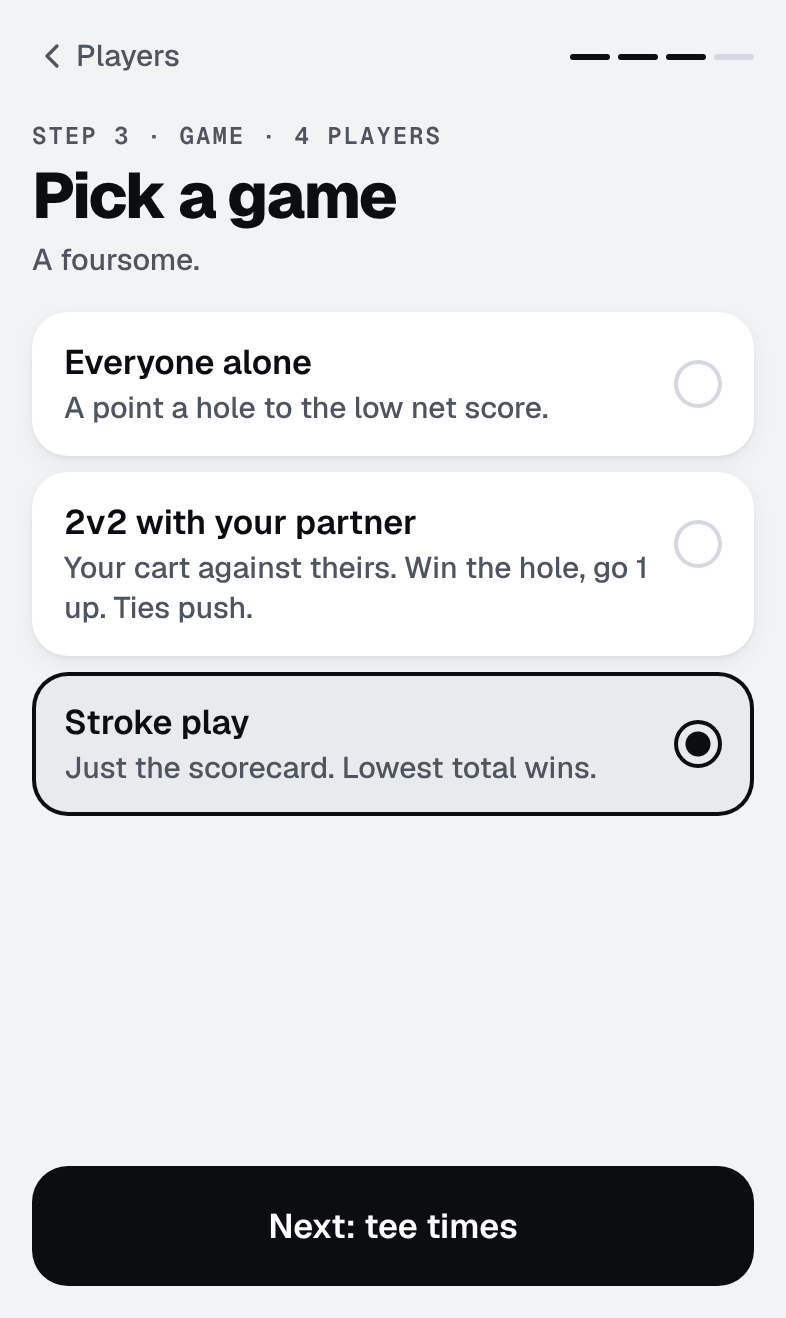 Players
STEP 3 · GAME · 4 PLAYERS
Pick a game
A foursome.
Everyone alone
A point a hole to the low net score.
2v2 with your partner
Your cart against theirs. Win the hole, go 1
up. Ties push.
Stroke play
Just the scorecard. Lowest total wins.
Next: tee times